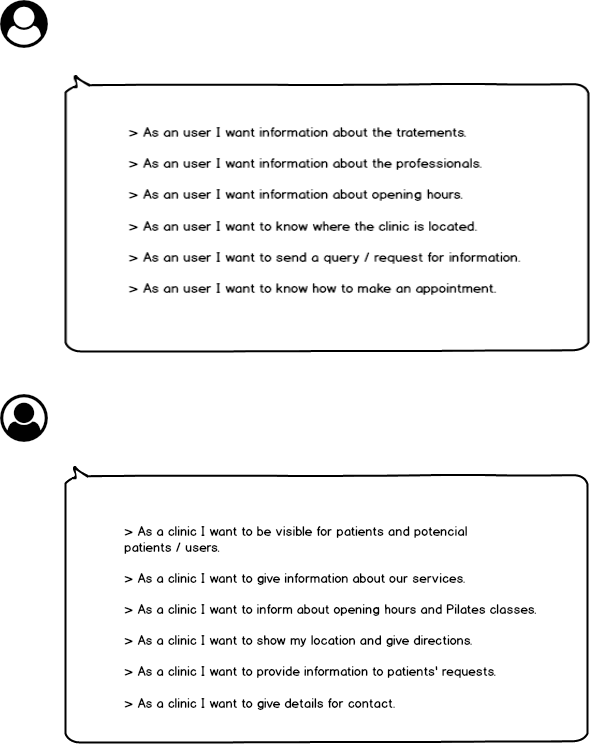 > As an user I want information about the tratements.
> As an user I want information about the professionals.
> As an user I want information about opening hours.
> As an user I want to know where the clinic is located.
> As an user I want to send a query / request for information.
> As an user I want to know how to make an appointment.
> As a clinic I want to be visible for patients and potencial
patients / users.
> As a clinic I want to give information about our services.
> As a clinic I want to inform about opening hours and Pilates classes.
> As a clinic I want to show my location and give directions.
> As a clinic I want to provide information to patients' requests.
> As a clinic I want to give details for contact.